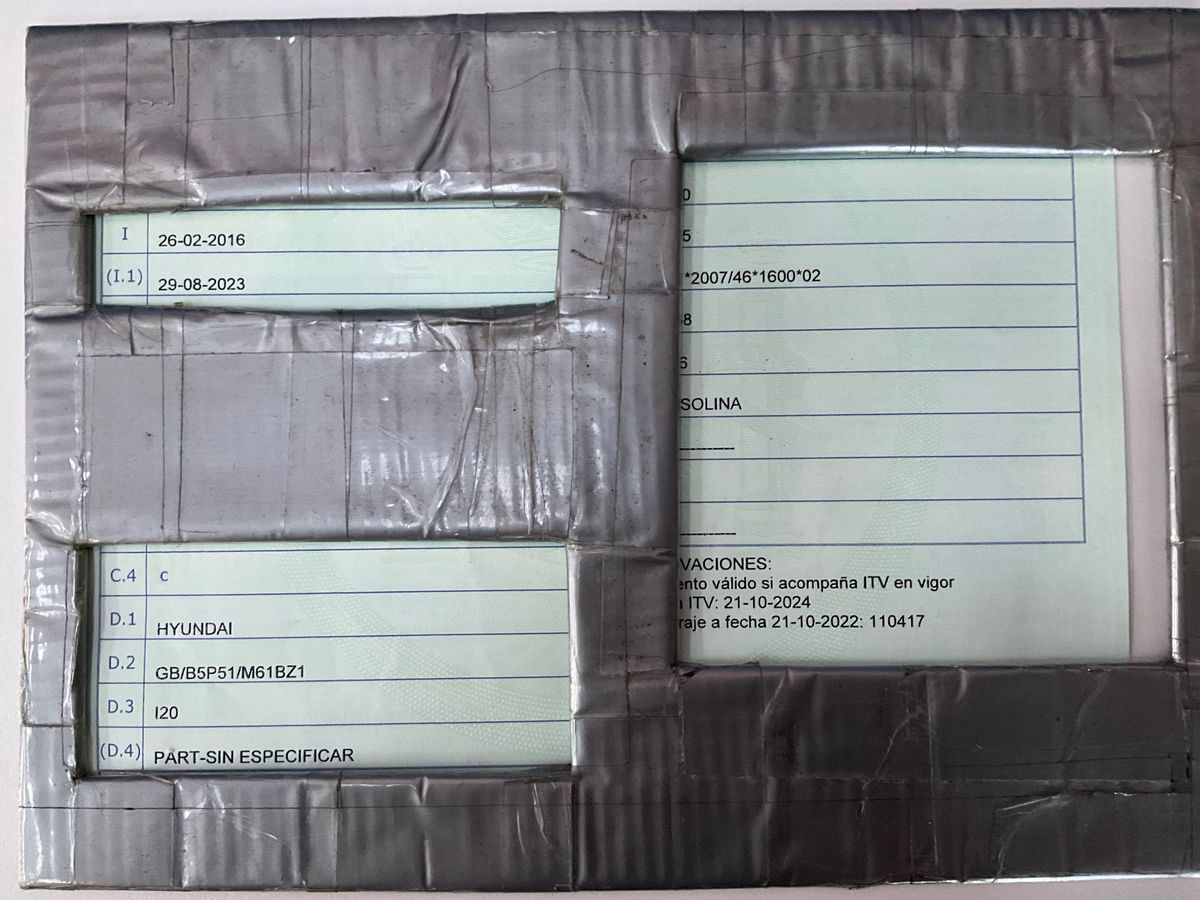 I 26-02-2016
(I.1) 29-08-2023
C.4 c
D.1 HYUNDAI
D.2 GB/B5P51/M61BZ1
D.3 I20
(D.4) PART-SIN ESPECIFICAR
0
5
*2007/46*1600*02
8
6
SOLINA
----------
----------
VACIONES:
ento válido si acompaña ITV en vigor
a ITV: 21-10-2024
raje a fecha 21-10-2022: 110417